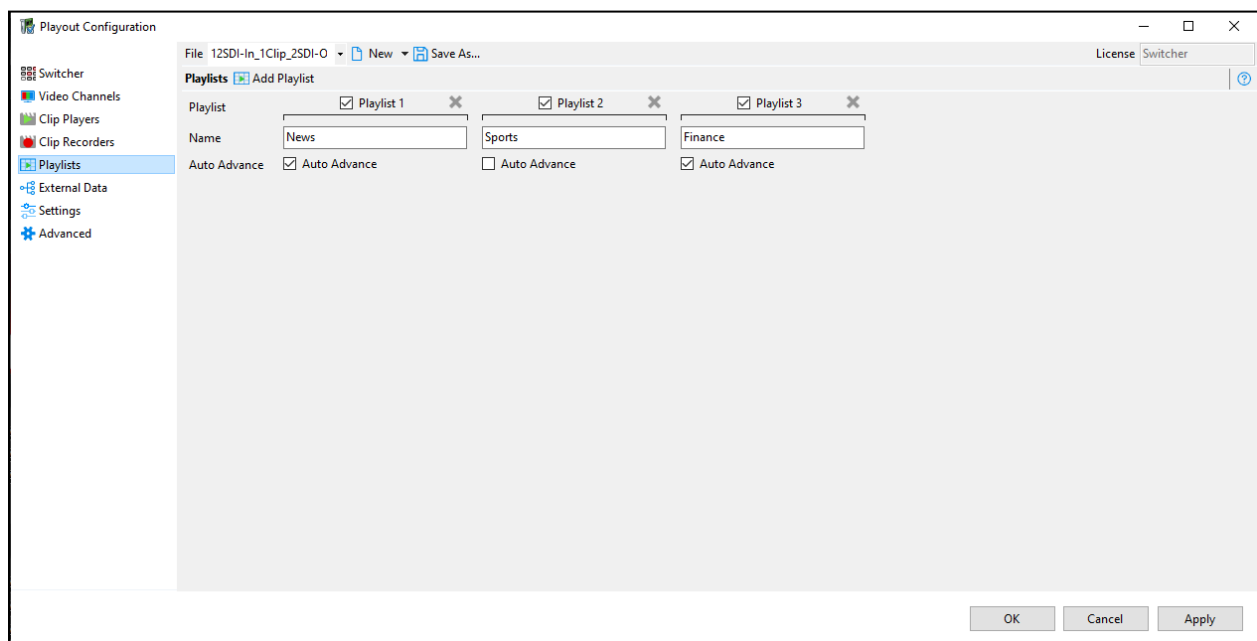 Playout Configuration
File 12SDI-In_1Clip_2SDI-O New Save As... License Switcher
Switcher
Video Channels
Clip Players
Clip Recorders
Playlists
External Data
Settings
Advanced
Playlists Add Playlist
Playlist Playlist 1 Playlist 2 Playlist 3
Name News Sports Finance
Auto Advance Auto Advance Auto Advance Auto Advance
OK Cancel Apply